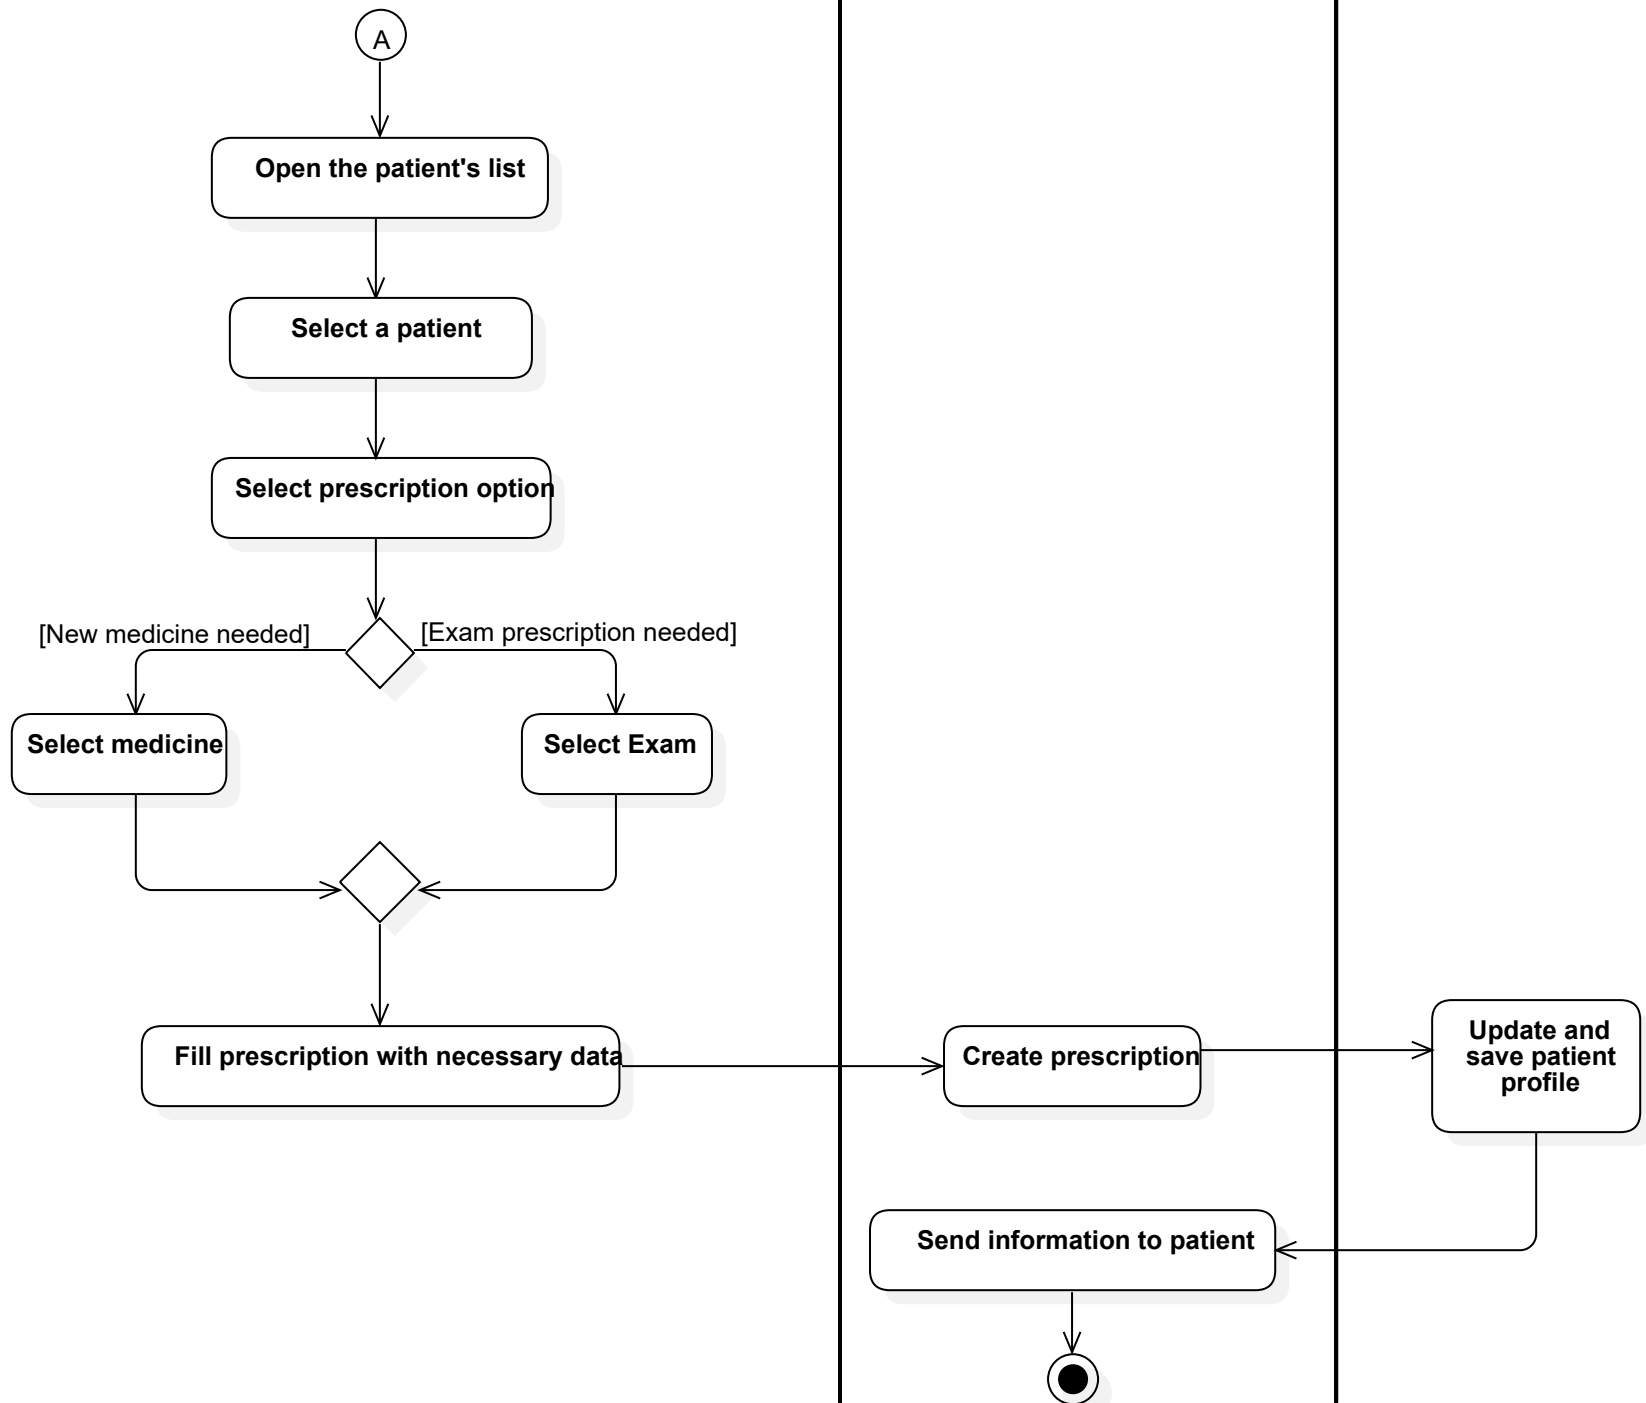 A
Open the patient's list
Select a patient
Select prescription option
[New medicine needed]
[Exam prescription needed]
Select medicine
Select Exam
Fill prescription with necessary data
Create prescription
Update and
save patient
profile
Send information to patient